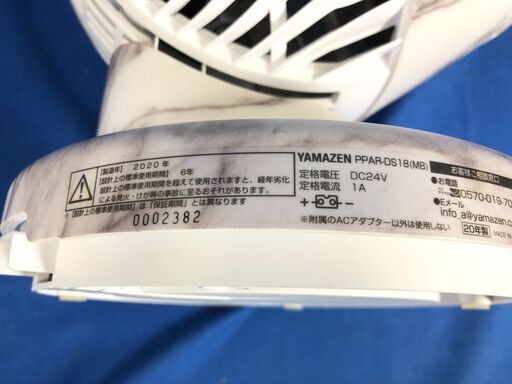 【製造年】2020年
【設計上の標準使用期間】 6年
設計上の標準使用期間を超えて使用されますと、経年劣化
による発火・けが等の事故に至るおそれがあります。
【設計上の標準使用期間】は【保証期間】とは異なります
0002382
YAMAZEN PPAR-DS18(MB)
定格電圧 DC24V
定格電流 1A
※附属のACアダプター以外は使用しない
お客様ご相談窓口
●お電話
0570-019-70
●Eメール
info_a@yamazen.co
20年製 MADE IN